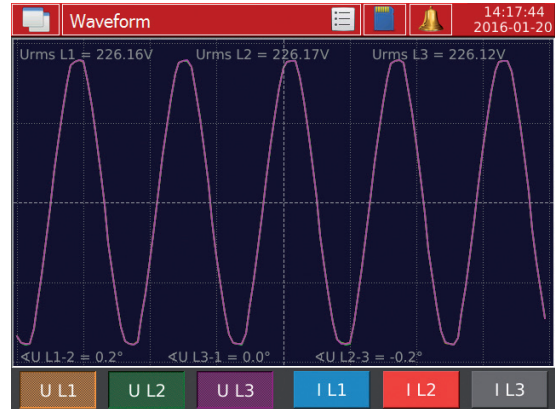 Waveform
14:17:44
2016-01-20
Urms L1 = 226.16V
Urms L2 = 226.17V
Urms L3 = 226.12V
∢U L1-2 = 0.2°
∢U L3-1 = 0.0°
∢U L2-3 = -0.2°
U L1
U L2
U L3
I L1
I L2
I L3